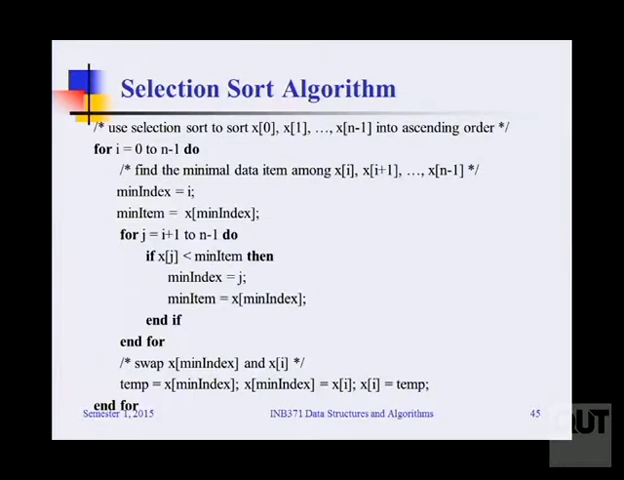 Selection Sort Algorithm
/* use selection sort to sort x[0], x[1], …, x[n-1] into ascending order */
for i = 0 to n-1 do
/* find the minimal data item among x[i], x[i+1], …, x[n-1] */
minIndex = i;
minItem = x[minIndex];
for j = i+1 to n-1 do
if x[j] < minItem then
minIndex = j;
minItem = x[minIndex];
end if
end for
/* swap x[minIndex] and x[i] */
temp = x[minIndex]; x[minIndex] = x[i]; x[i] = temp;
end for
Semester 1, 2015 INB371 Data Structures and Algorithms 45
QUT